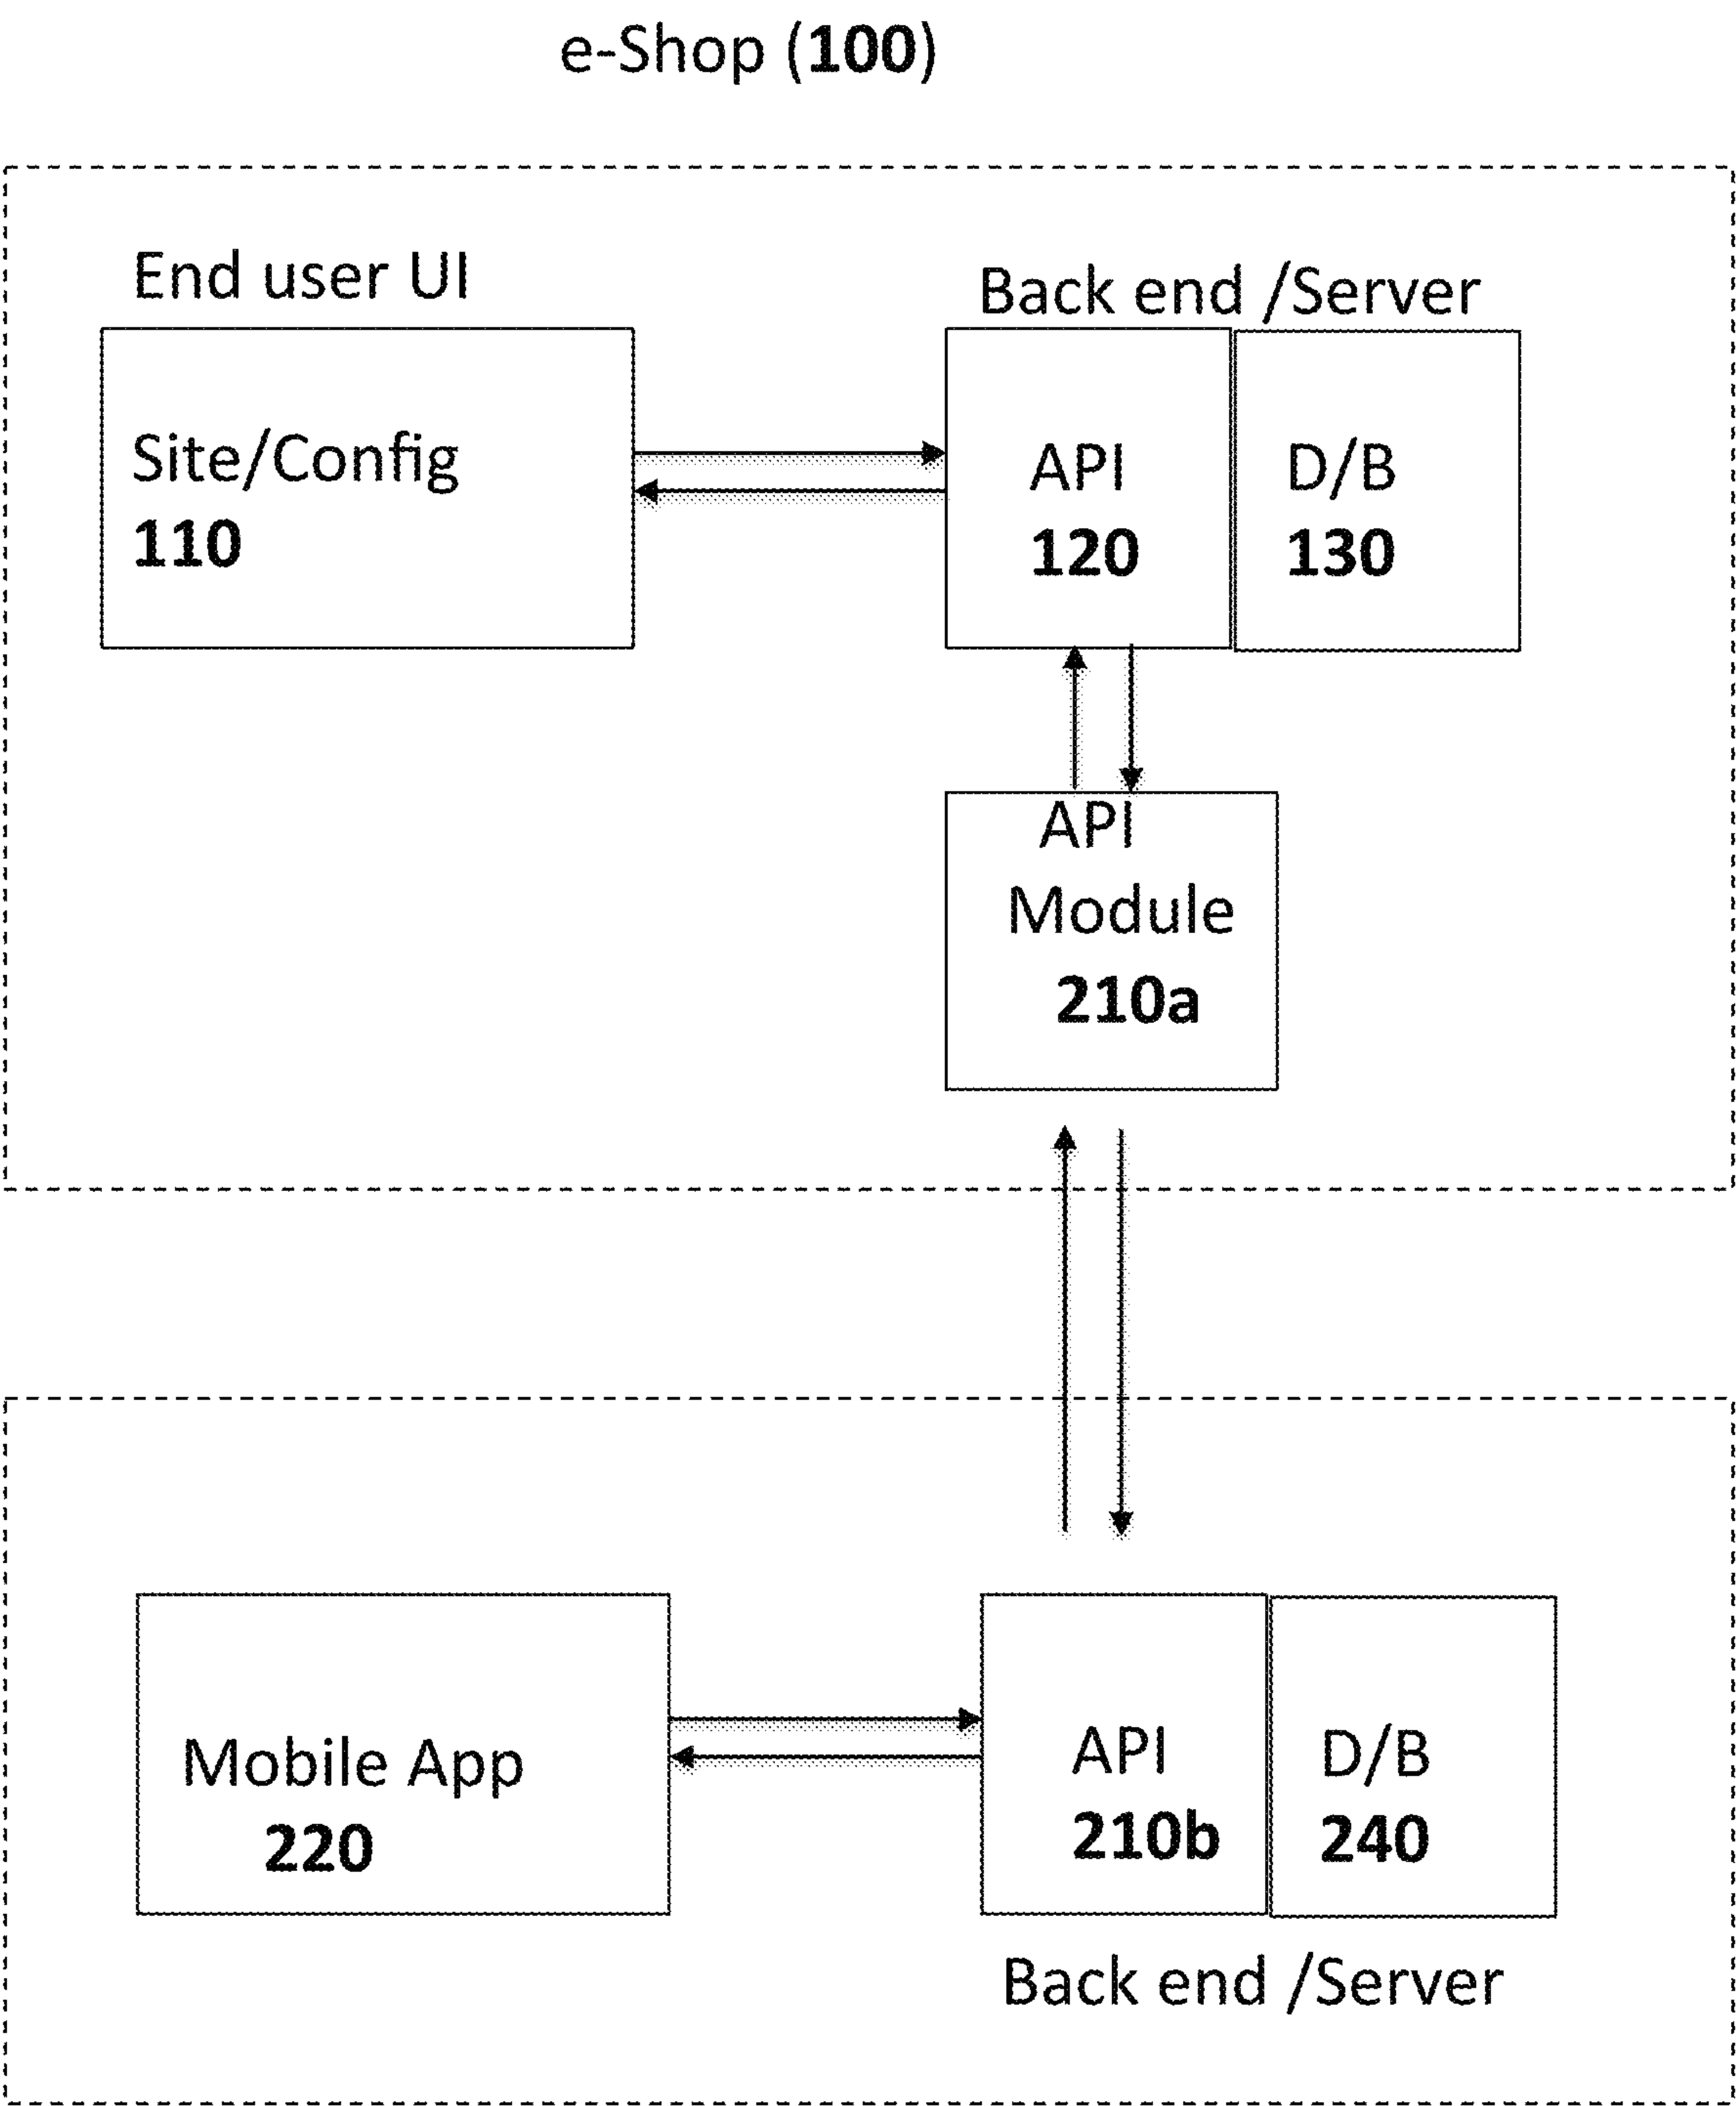 e-Shop (100)
End user UI
Back end /Server
Site/Config
110
API
120
D/B
130
API
Module
210a
Mobile App
220
API
210b
D/B
240
Back end /Server